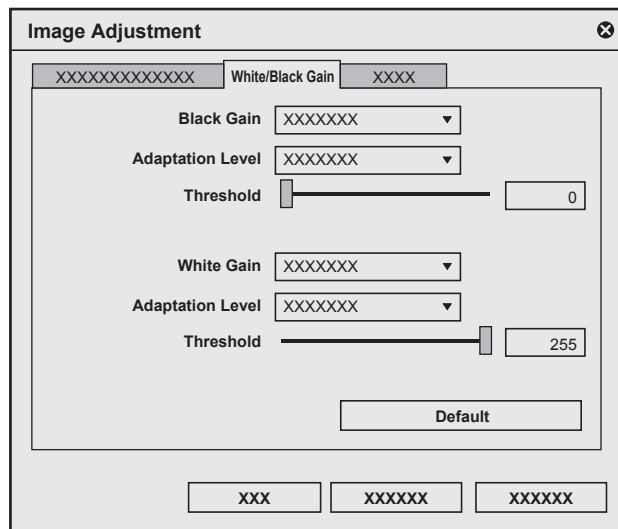 Image Adjustment
XXXXXXXXXXXXX White/Black Gain XXXX
Black Gain XXXXXXX
Adaptation Level XXXXXXX
Threshold 0
White Gain XXXXXXX
Adaptation Level XXXXXXX
Threshold 255
Default
XXX XXXXXX XXXXXX